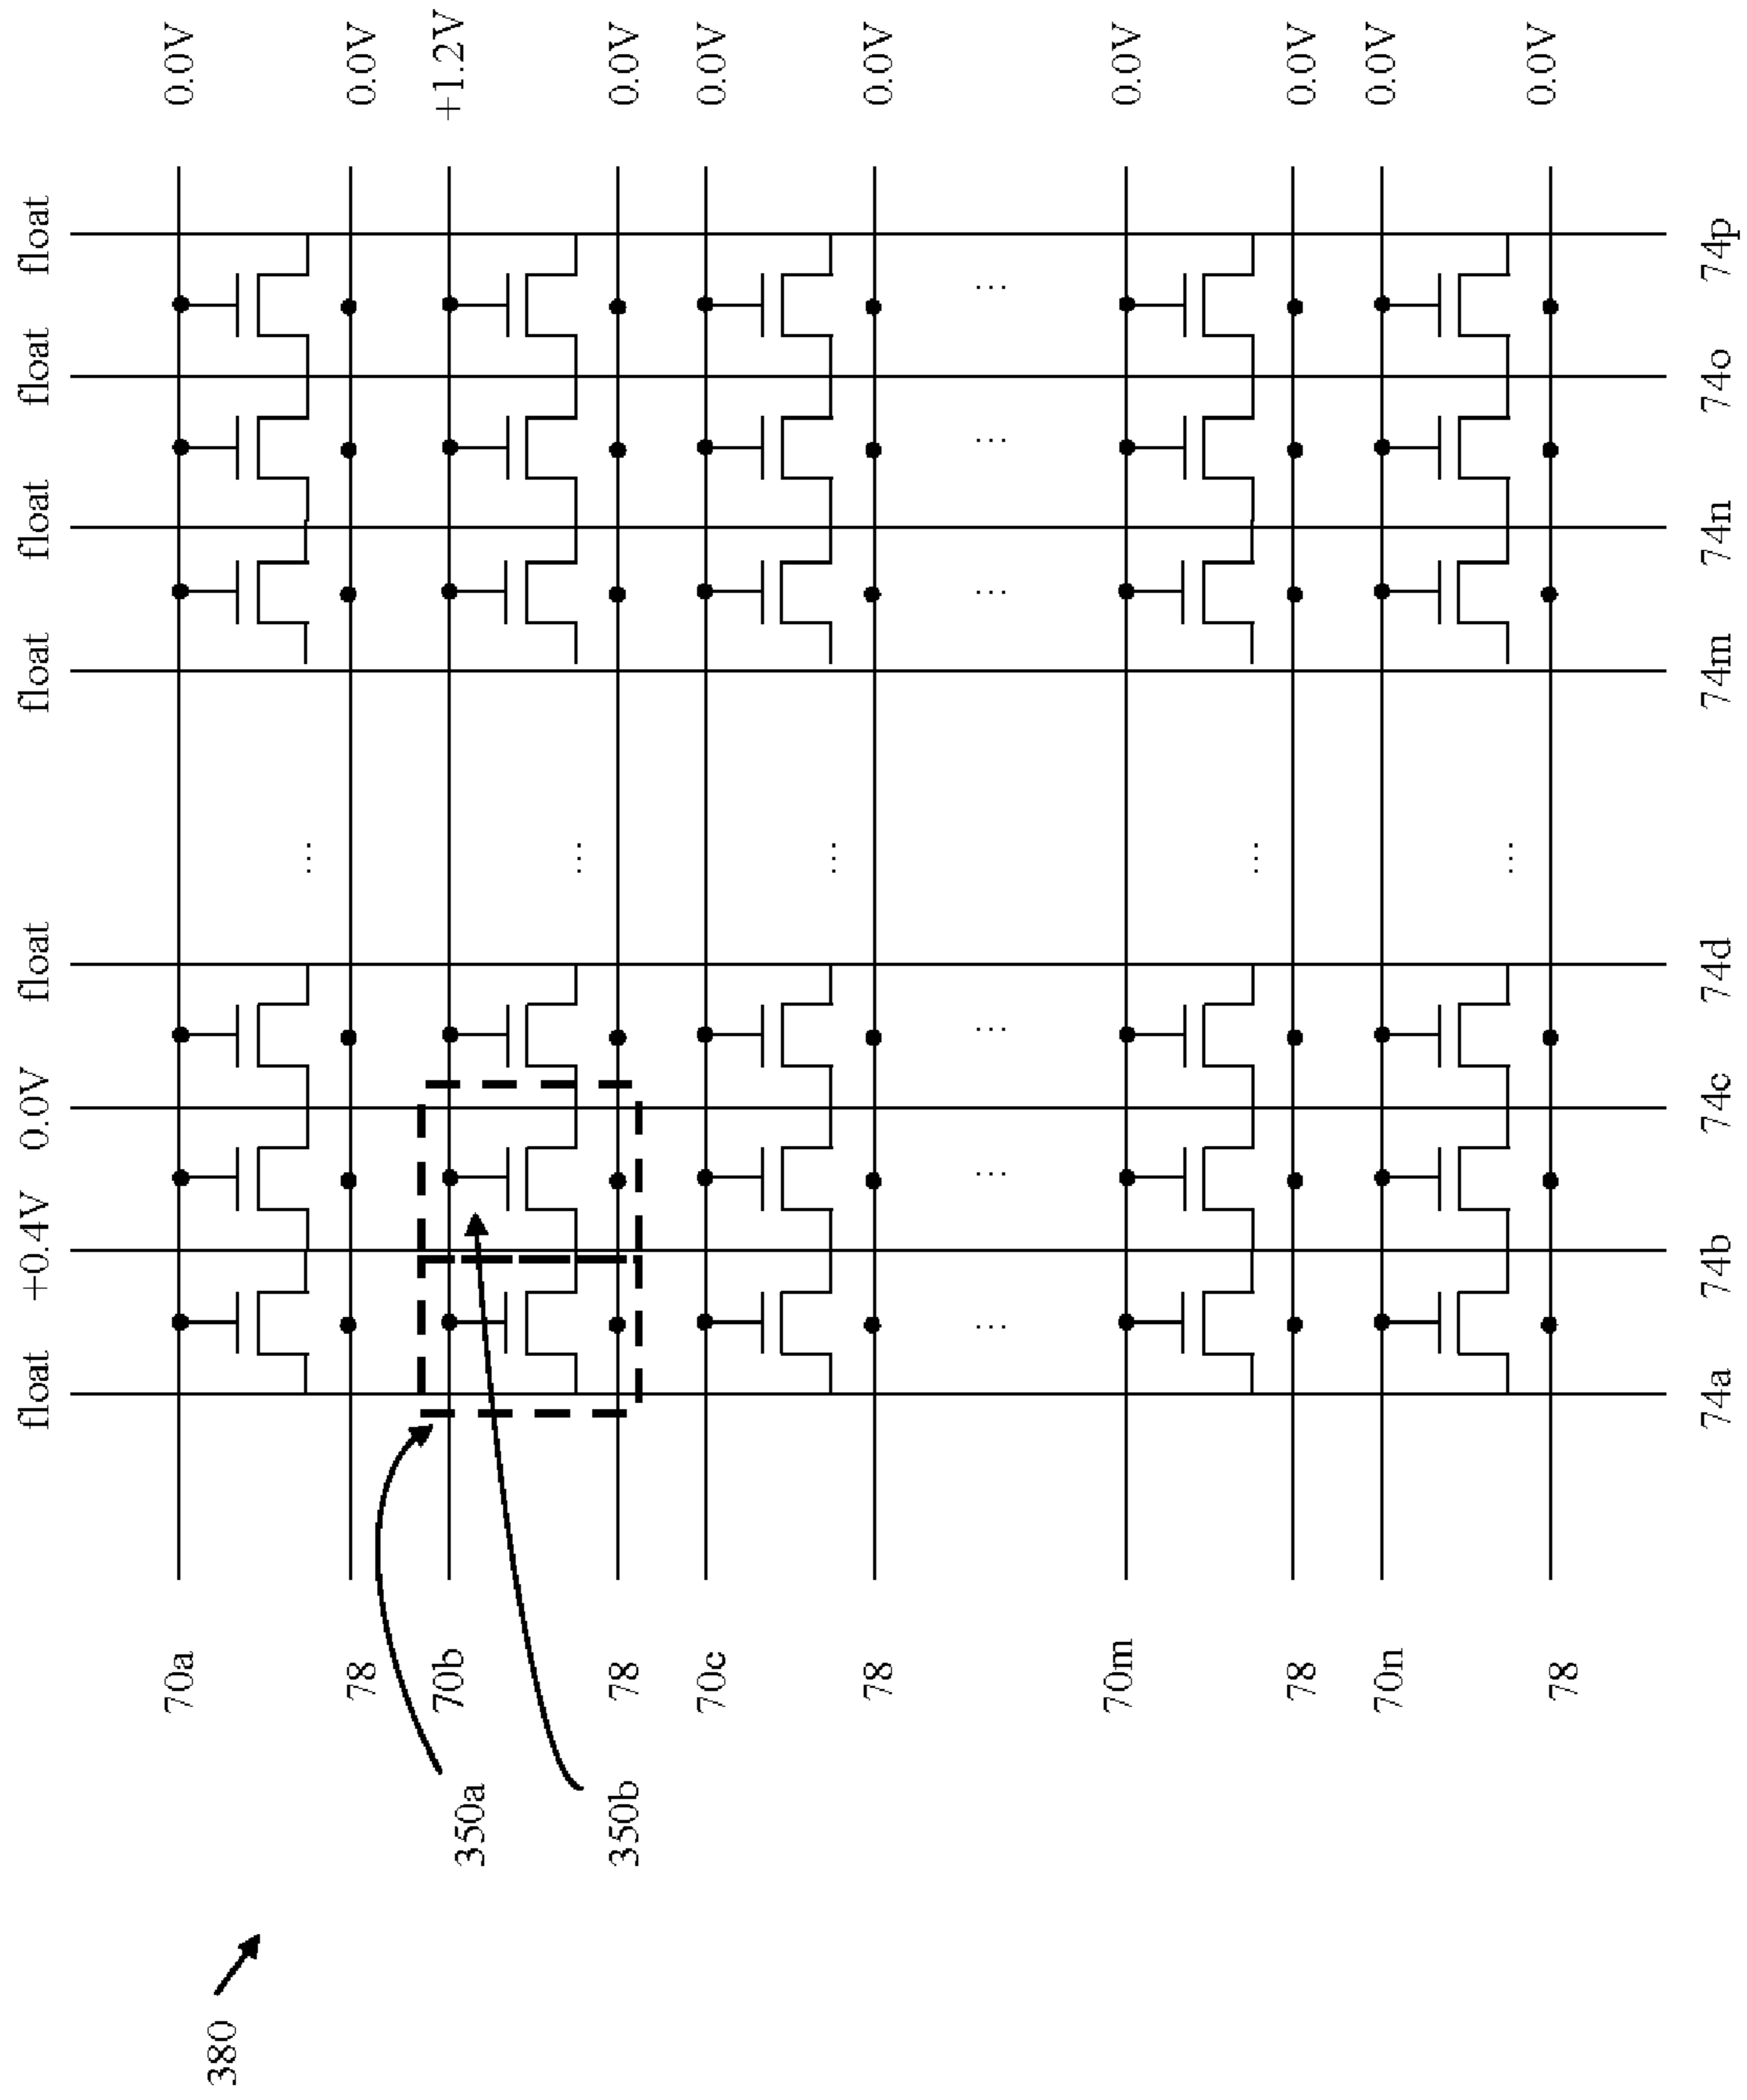 float +0.4V 0.0V float float float float float
70a 0.0V
380
78 0.0V
70b +1.2V
350a
78 0.0V
350b
70c 0.0V
78 0.0V
70m 0.0V
78 0.0V
70n 0.0V
78 0.0V
74a 74b 74c 74d 74m 74n 74o 74p